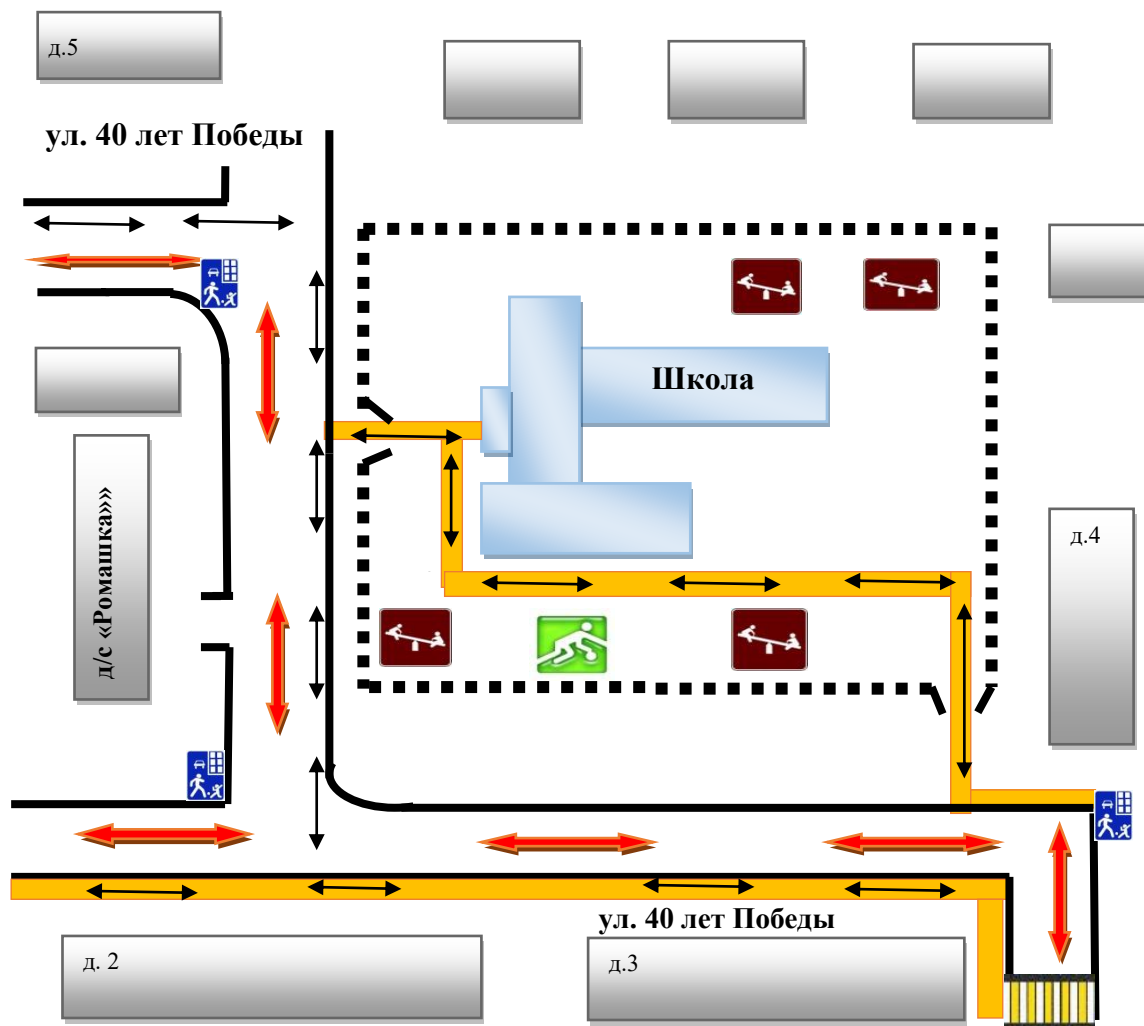 д.5
ул. 40 лет Победы
Школа
д/с «Ромашка»»
д.4
ул. 40 лет Победы
д. 2
д.3